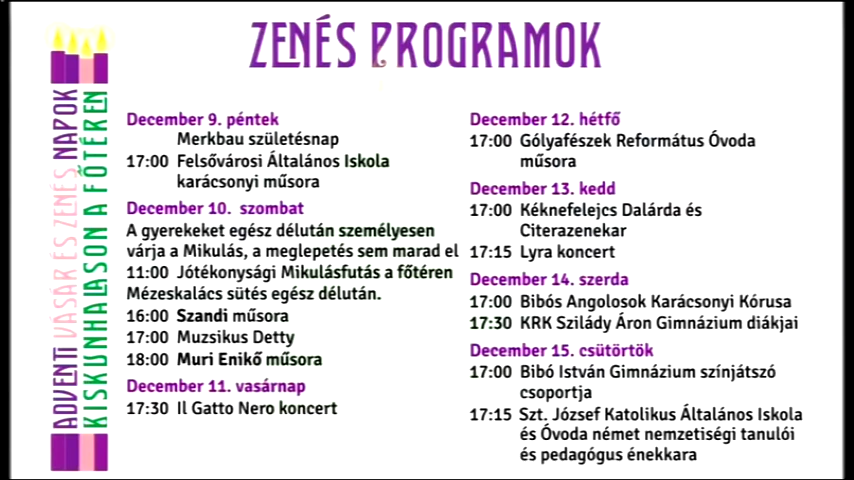 ZENÉS PROGRAMOK
ADVENTI VÁSÁR ÉS ZENÉS NAPOK
KISKUNHALASON A FŐTÉREN
December 9. péntek
Merkbau születésnap
17:00 Felsővárosi Általános Iskola
karácsonyi műsora
December 10. szombat
A gyerekeket egész délután személyesen
várja a Mikulás, a meglepetés sem marad el
11:00 Jótékonysági Mikulásfutás a főtéren
Mézeskalács sütés egész délután.
16:00 Szandi műsora
17:00 Muzsikus Detty
18:00 Muri Enikő műsora
December 11. vasárnap
17:30 Il Gatto Nero koncert
December 12. hétfő
17:00 Gólyafészek Református Óvoda
műsora
December 13. kedd
17:00 Kéknefelejcs Dalárda és
Citerazenekar
17:15 Lyra koncert
December 14. szerda
17:00 Bibós Angolosok Karácsonyi Kórusa
17:30 KRK Szilády Áron Gimnázium diákjai
December 15. csütörtök
17:00 Bibó István Gimnázium színjátszó
csoportja
17:15 Szt. József Katolikus Általános Iskola
és Óvoda német nemzetiségi tanulói
és pedagógus énekkara